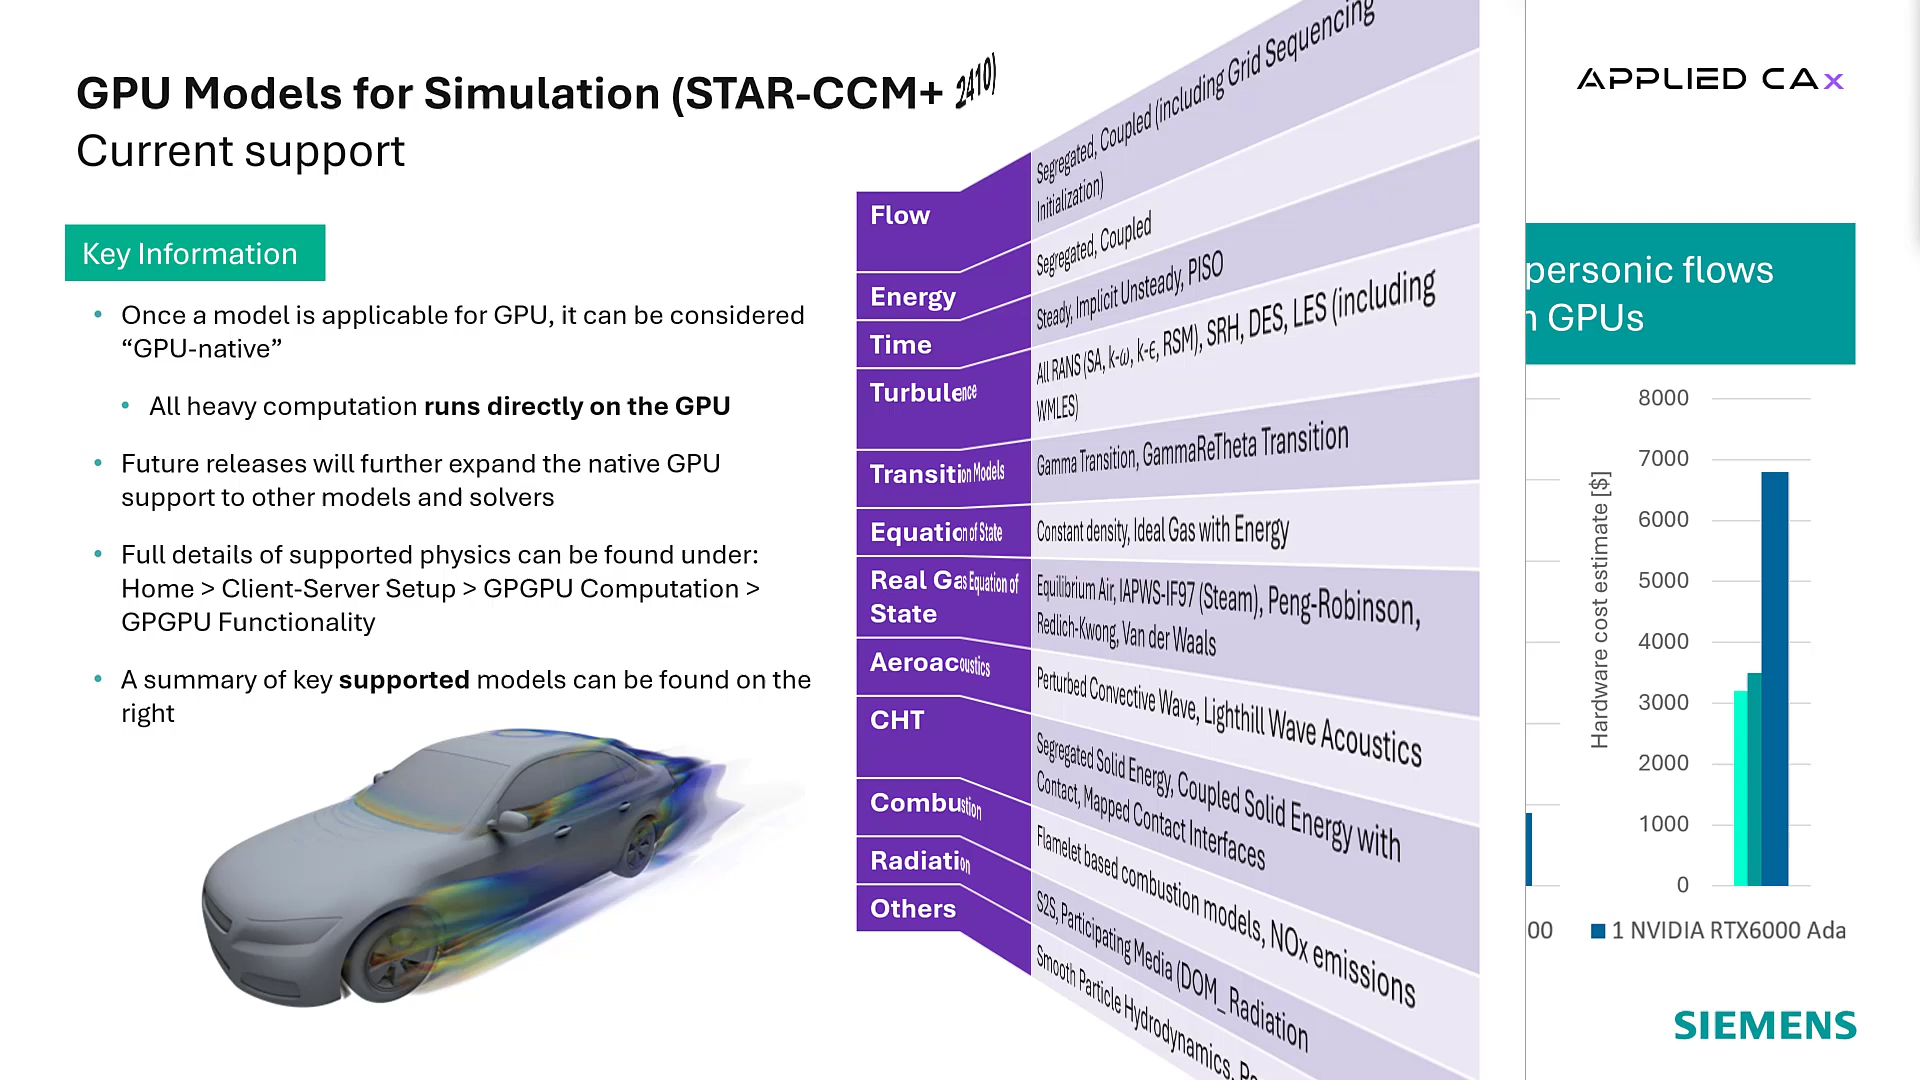 GPU Models for Simulation (STAR-CCM+ 2410)
Current support
Key Information
• Once a model is applicable for GPU, it can be considered
“GPU-native”
• All heavy computation runs directly on the GPU
• Future releases will further expand the native GPU
support to other models and solvers
• Full details of supported physics can be found under:
Home > Client-Server Setup > GPGPU Computation >
GPGPU Functionality
• A summary of key supported models can be found on the
right
Flow
Segregated, Coupled (including Grid Sequencing
Initialization)
Energy
Segregated, Coupled
Time
Steady, Implicit Unsteady, PISO
Turbulence
All RANS (SA, k-ω, k-ϵ, RSM), SRH, DES, LES (including
WMLES)
Transition Models
Gamma Transition, GammaReTheta Transition
Equation of State
Constant density, Ideal Gas with Energy
Real Gas Equation of
State
Equilibrium Air, IAPWS-IF97 (Steam), Peng-Robinson,
Redlich-Kwong, Van der Waals
Aeroacoustics
Perturbed Convective Wave, Lighthill Wave Acoustics
CHT
Segregated Solid Energy, Coupled Solid Energy with
Contact, Mapped Contact Interfaces
Combustion
Flamelet based combustion models, NOx emissions
Radiation
S2S, Participating Media (DOM_Radiation
Others
Smooth Particle Hydrodynamics,
APPLIED CAx
personic flows
GPUs
Hardware cost estimate [$]
8000
7000
6000
5000
4000
3000
2000
1000
0
00
1 NVIDIA RTX6000 Ada
SIEMENS